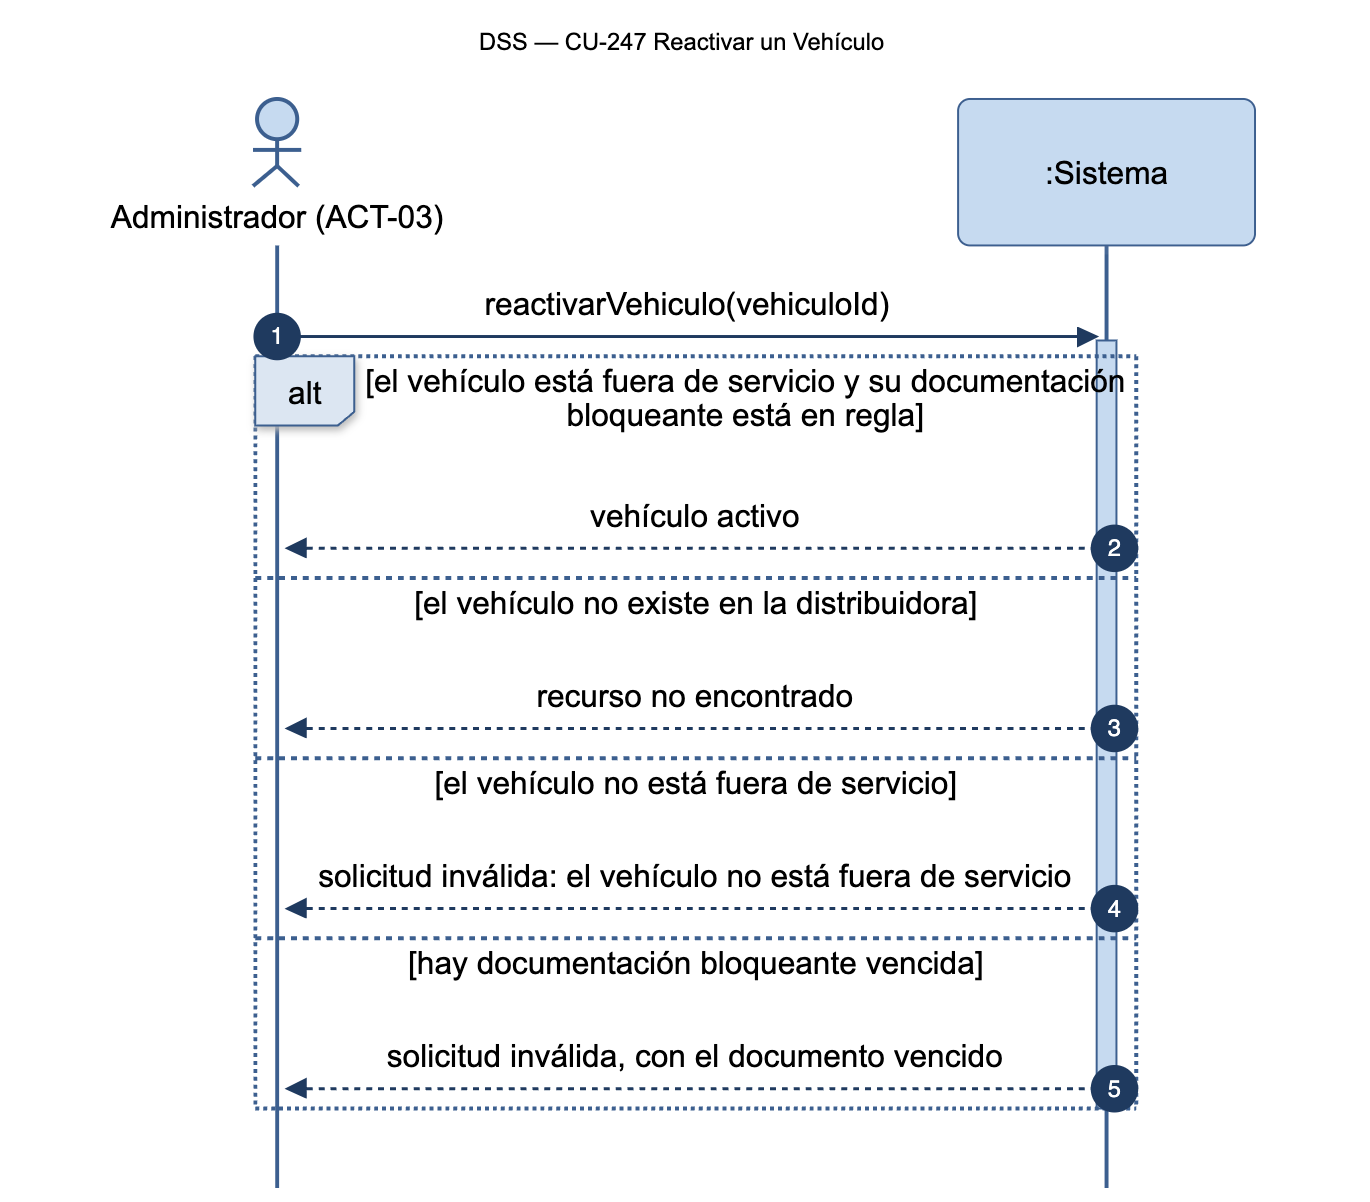 DSS — CU-247 Reactivar un Vehículo
Administrador (ACT-03)
:Sistema
reactivarVehiculo(vehiculoId)
1
alt
[el vehículo está fuera de servicio y su documentación
bloqueante está en regla]
vehículo activo
2
[el vehículo no existe en la distribuidora]
recurso no encontrado
3
[el vehículo no está fuera de servicio]
solicitud inválida: el vehículo no está fuera de servicio
4
[hay documentación bloqueante vencida]
solicitud inválida, con el documento vencido
5